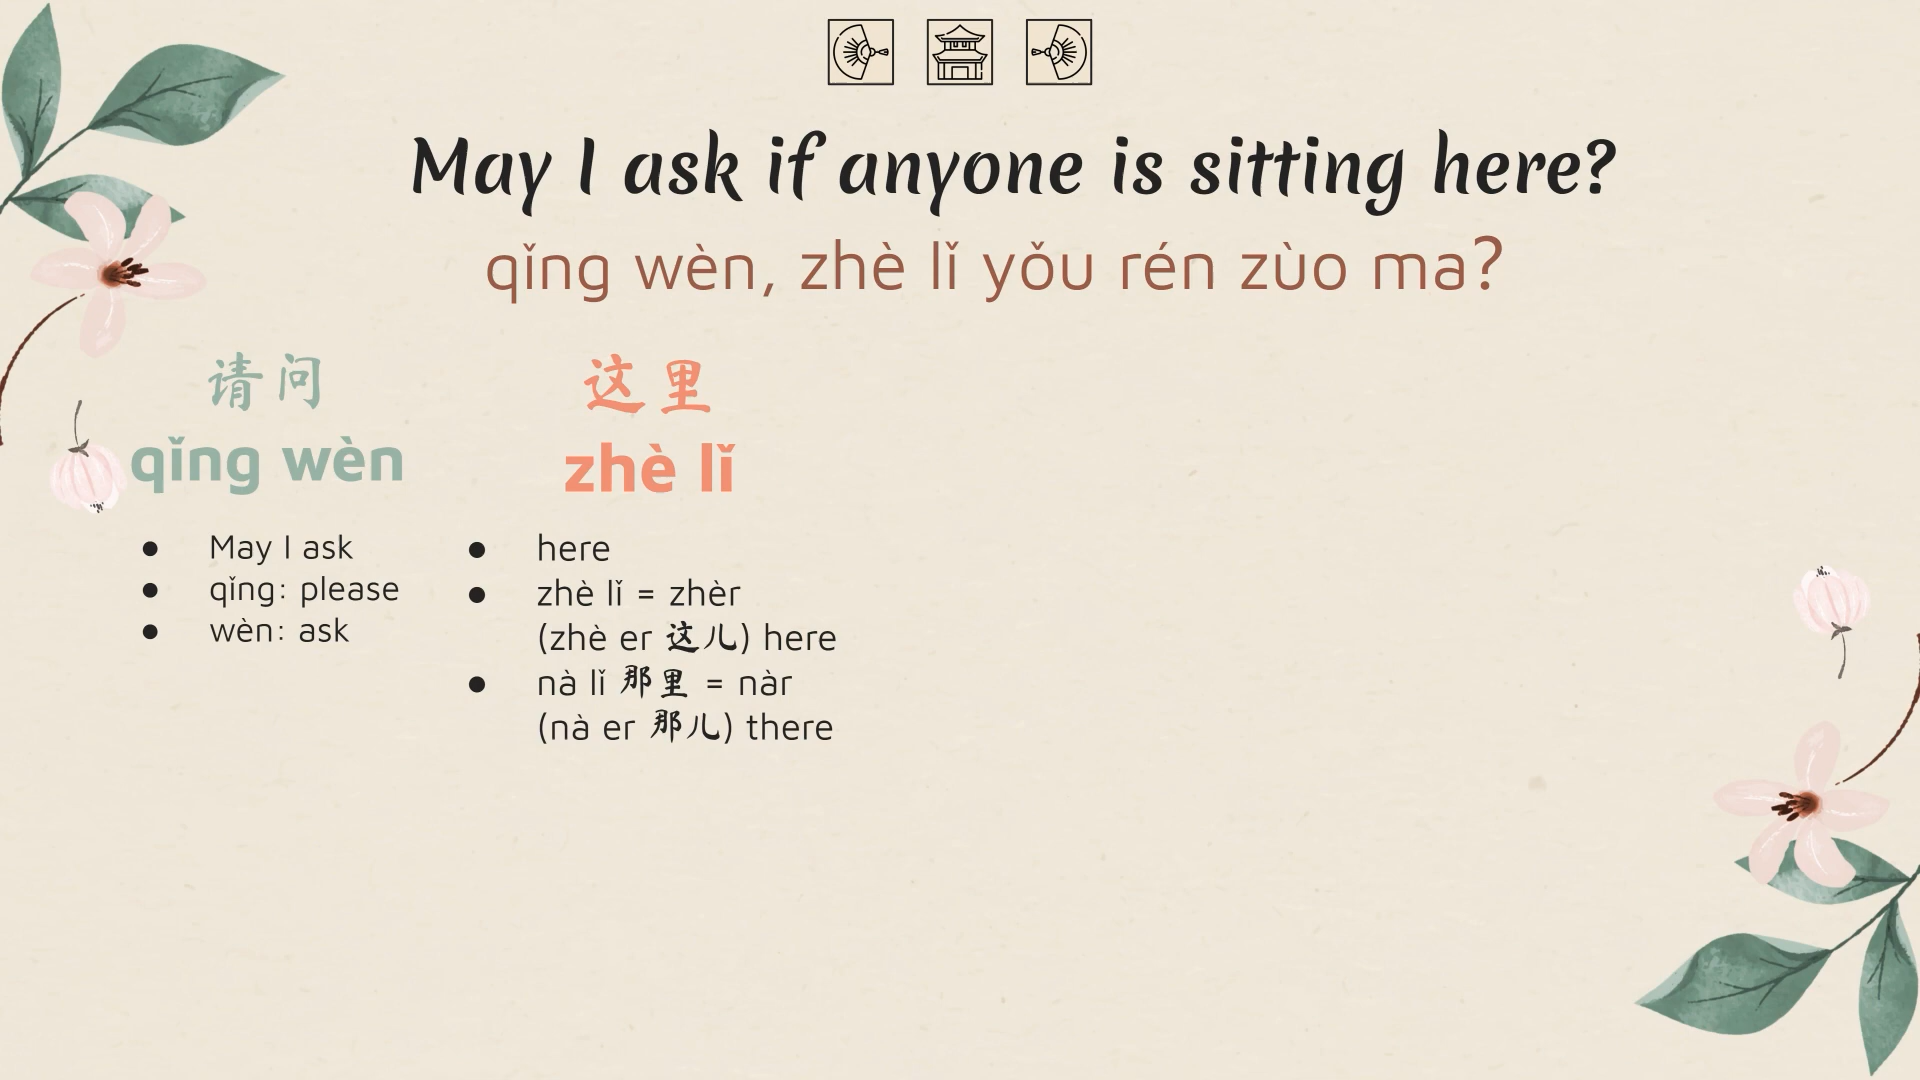 May I ask if anyone is sitting here?
qǐng wèn, zhè lǐ yǒu rén zùo ma?
请问
qǐng wèn
● May I ask
● qǐng: please
● wèn: ask
这里
zhè lǐ
● here
● zhè lǐ = zhèr
(zhè er 这儿) here
● nà lǐ 那里 = nàr
(nà er 那儿) there